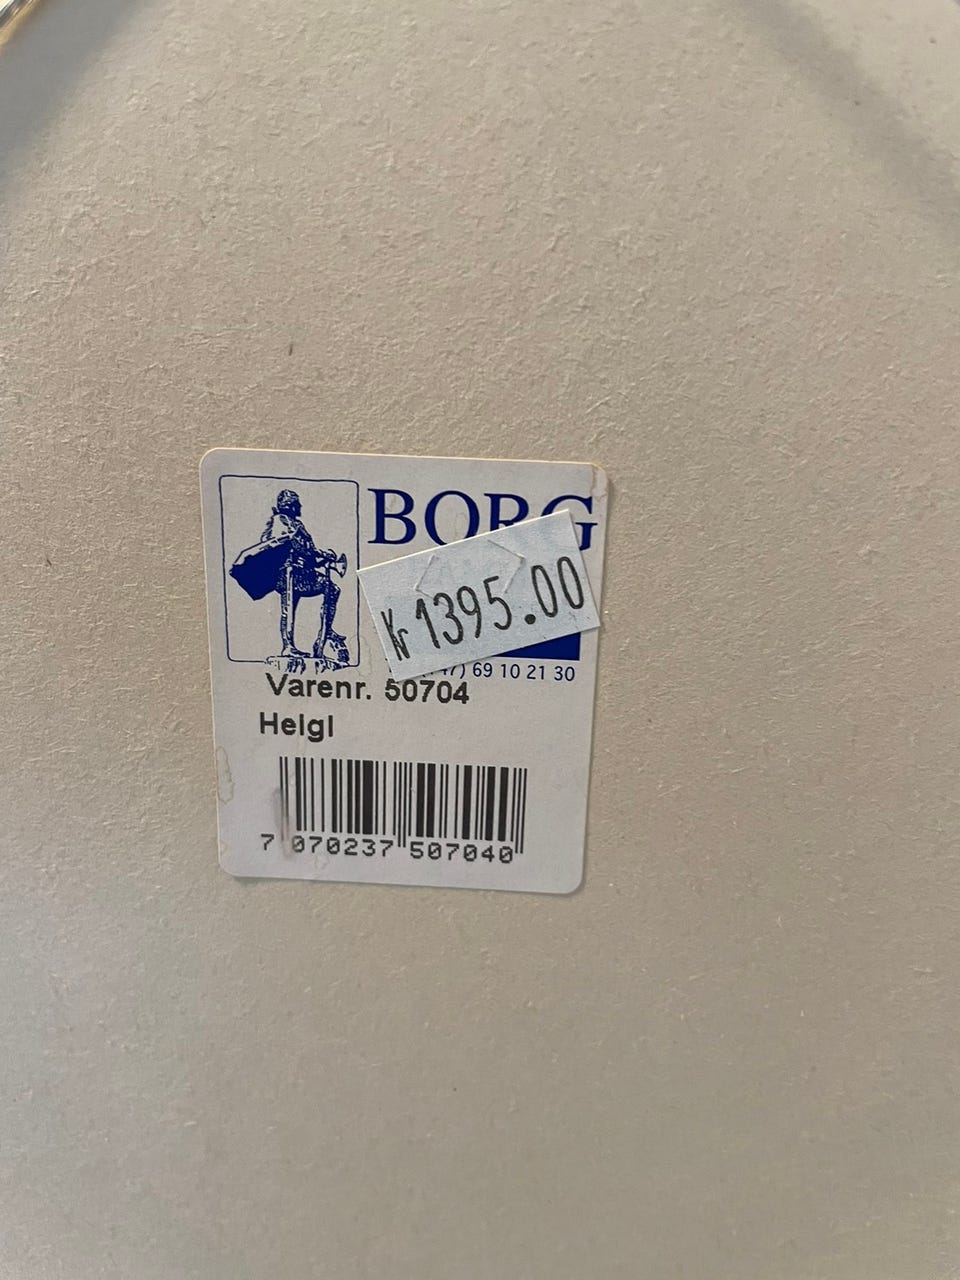 BORG
Kr 1395.00
69 10 21 30
Varenr. 50704
Helgl
7 070237 507040